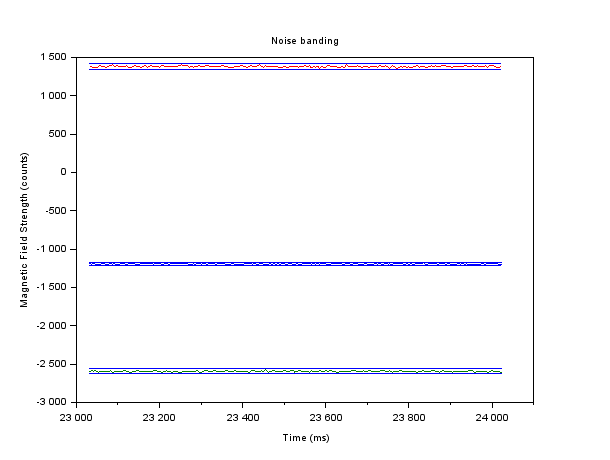 Noise banding
1 500
1 000
500
0
-500
-1 000
-1 500
-2 000
-2 500
-3 000
Magnetic Field Strength (counts)
23 000 23 200 23 400 23 600 23 800 24 000
Time (ms)